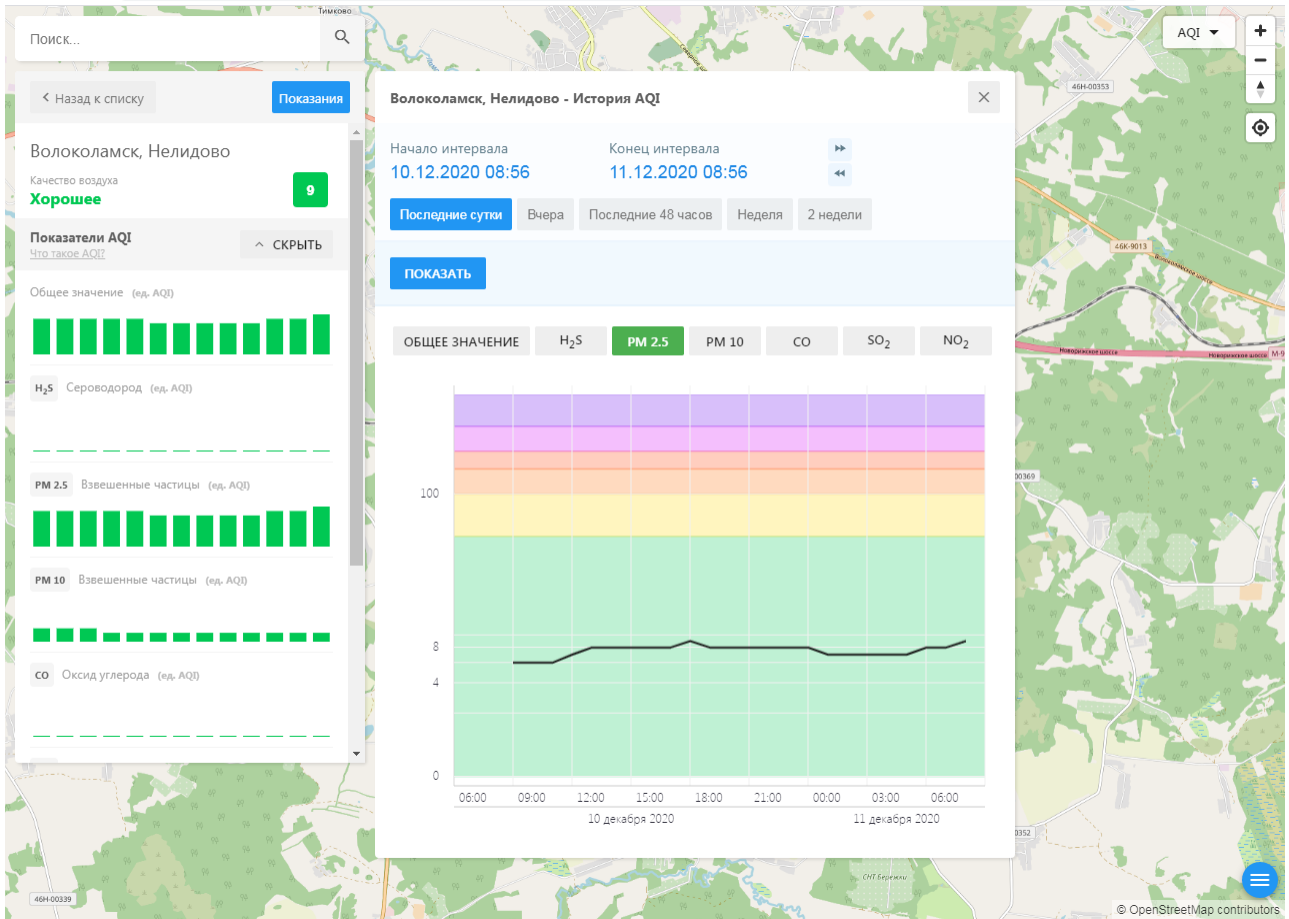 Тимково
Поиск...
AQI
46Н-00353
Назад к списку
Показания
Волоколамск, Нелидово - История AQI
Волоколамск, Нелидово
Качество воздуха
Хорошее
9
Начало интервала
Конец интервала
10.12.2020 08:56
11.12.2020 08:56
Последние сутки
Вчера
Последние 48 часов
Неделя
2 недели
Показатели AQI
Что такое AQI?
СКРЫТЬ
46К-9013
Волоколамское шоссе
ПОКАЗАТЬ
Общее значение (ед. AQI)
ОБЩЕЕ ЗНАЧЕНИЕ
H₂S
PM 2.5
PM 10
CO
SO₂
NO₂
Новорижское шоссе
Новорижское шоссе
М-9
H₂S Сероводород (ед. AQI)
PM 2.5 Взвешенные частицы (ед. AQI)
PM 10 Взвешенные частицы (ед. AQI)
CO Оксид углерода (ед. AQI)
100
8
4
0
06:00
09:00
12:00
15:00
18:00
21:00
00:00
03:00
06:00
10 декабря 2020
11 декабря 2020
00369
00352
СНТ Бережки
46Н-00339
© OpenStreetMap contributors